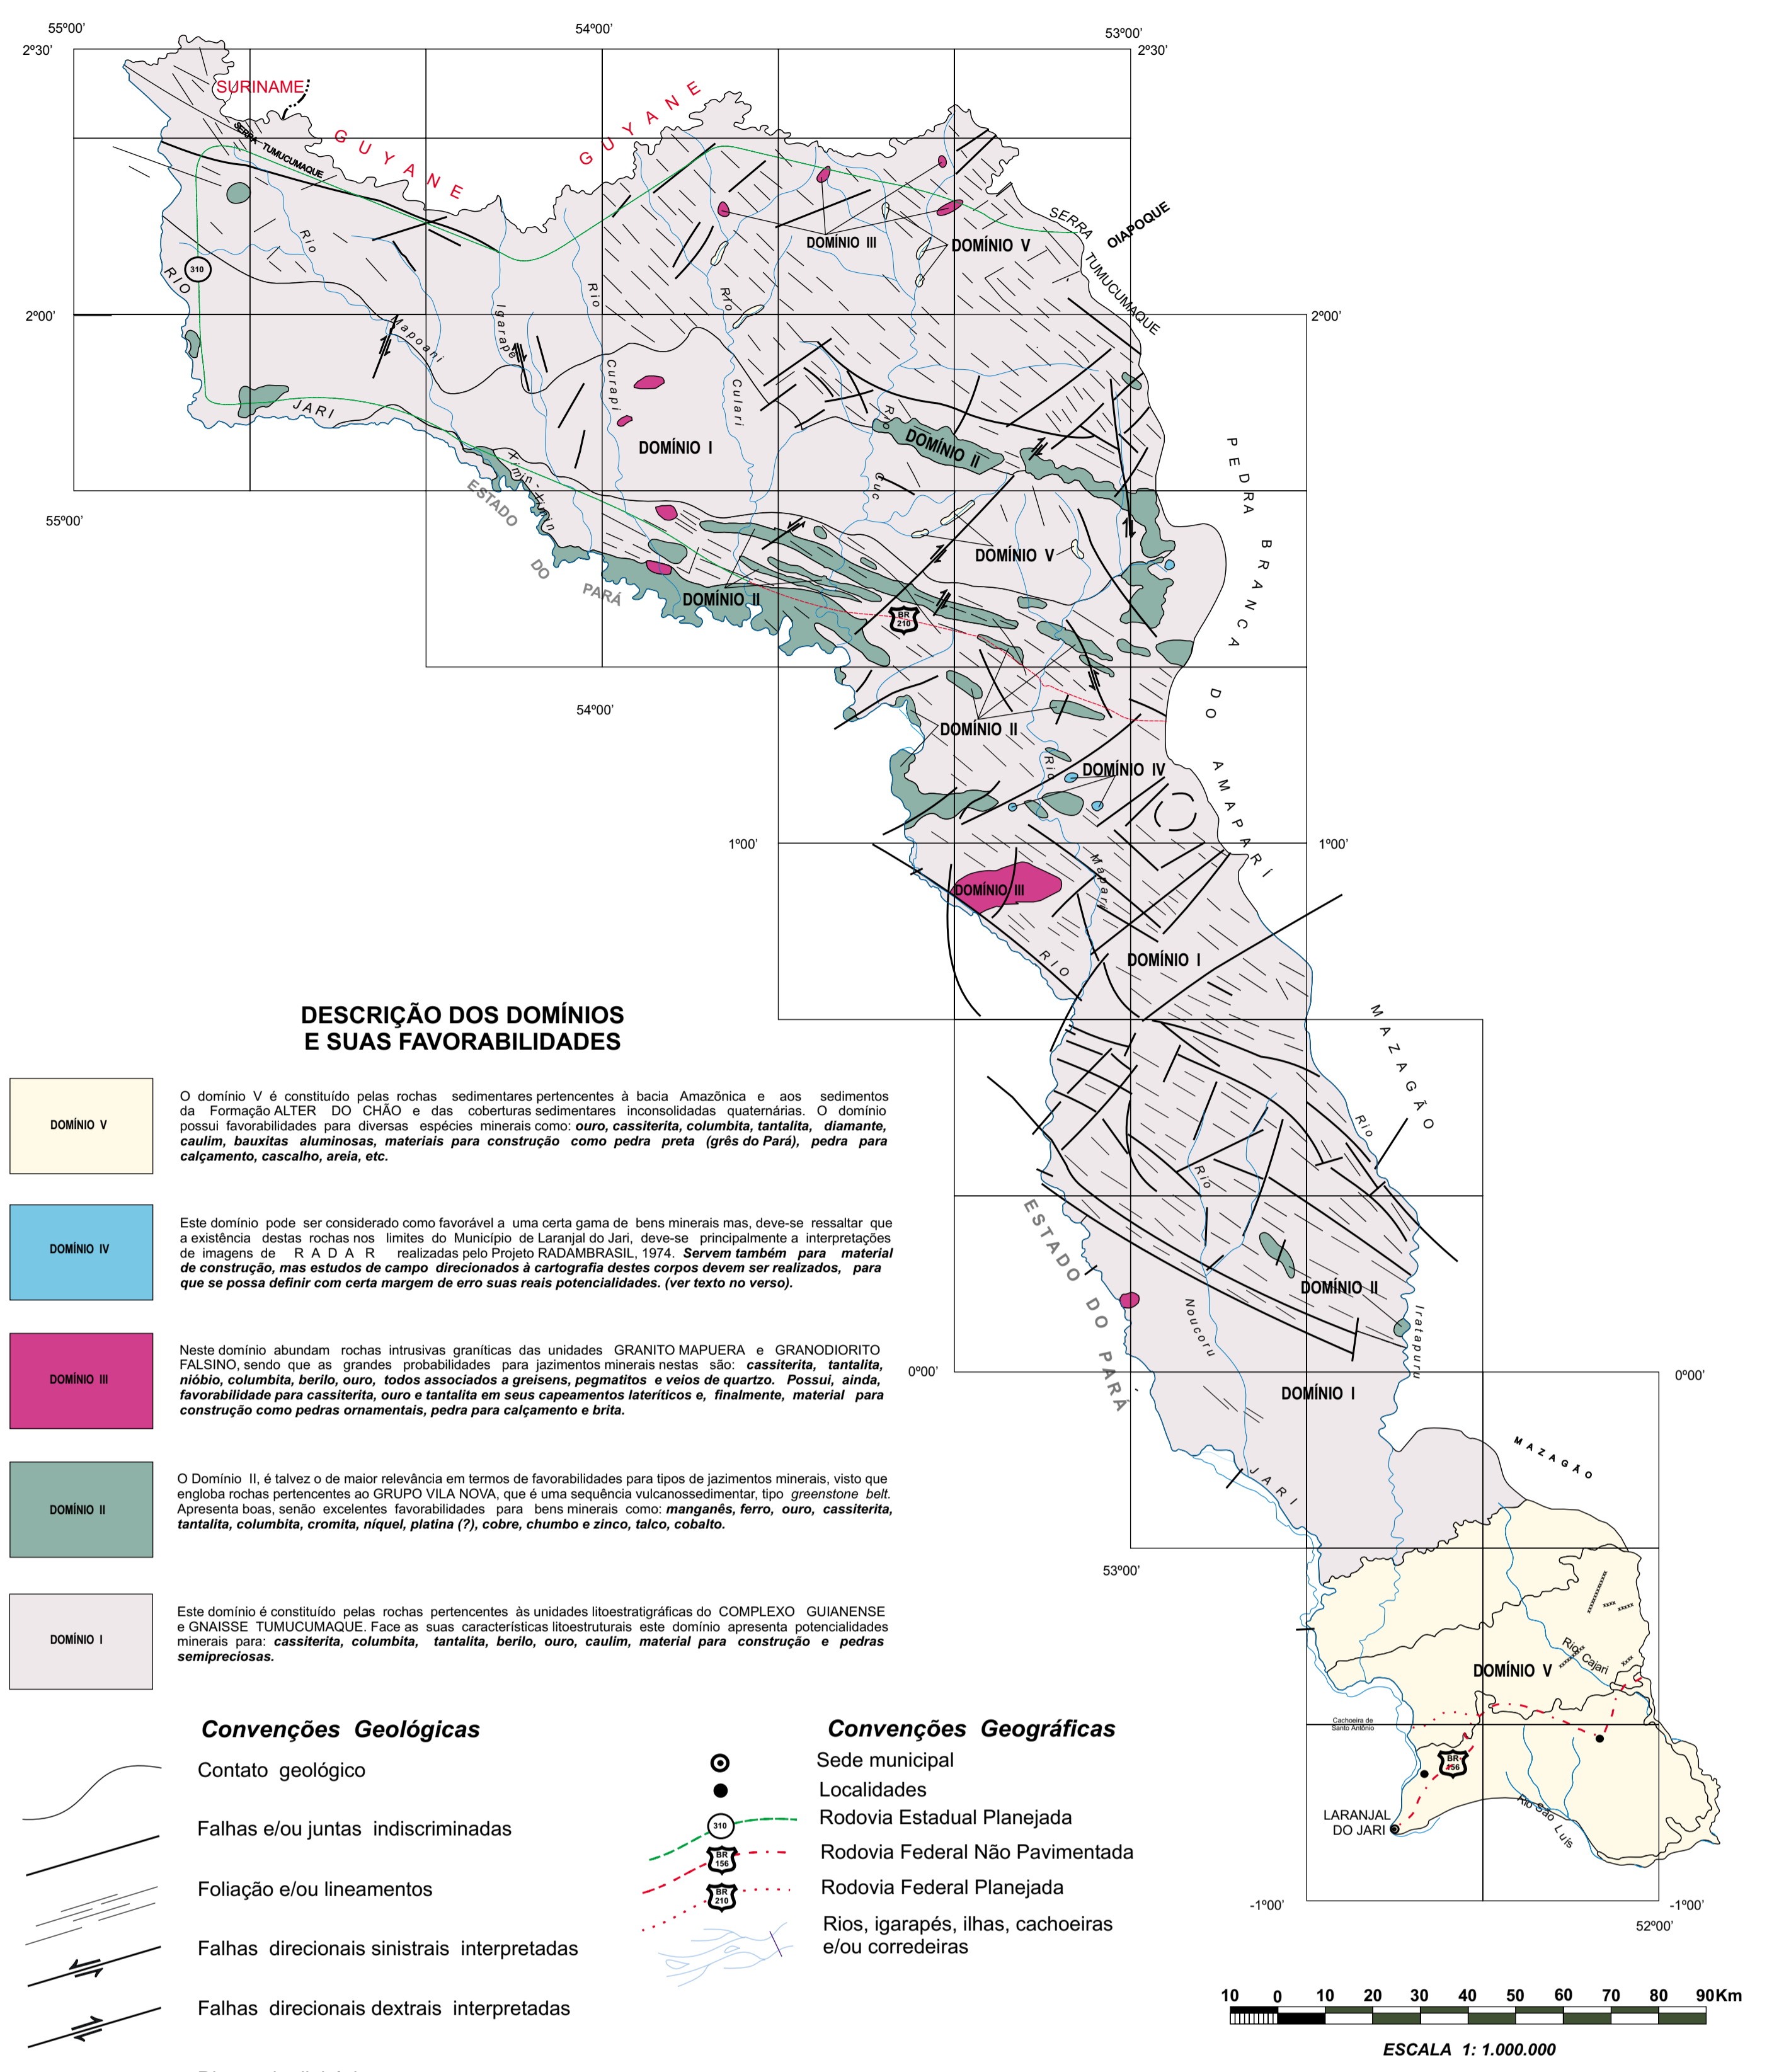 55º00'
54º00'
53º00'
2º30'
2º30'
SURINAME
GUYANE
GUYANE
SERRA TUMUCUMAQUE
SERRA
OIAPOQUE
TUMUCUMAQUE
DOMÍNIO III
DOMÍNIO V
RIO
310
Rio
Rio
Rio
2º00'
2º00'
Mapoani
Igarapé
Curapi
Culari
Rio
JARI
DOMÍNIO I
DOMÍNIO II
Cuc
PEDRA BRANCA DO AMAPARÍ
Ximin-Ximin
ESTADO DO PARÁ
55º00'
DOMÍNIO V
DOMÍNIO II
BR
210
54º00'
DOMÍNIO II
Rio
DOMÍNIO IV
1º00'
1º00'
Mapari
DOMÍNIO III
RIO
DOMÍNIO I
MAZAGÃO
Rio
Rio
ESTADO DO PARÁ
DOMÍNIO II
Noucoru
Iratapuru
0º00'
0º00'
DOMÍNIO I
JARI
MAZAGÃO
53º00'
Rio Cajari
xxxx
DOMÍNIO V
Cachoeira de
Santo Antônio
BR
156
LARANJAL
DO JARI
Rio São Luis
-1º00'
-1º00'
52º00'
DESCRIÇÃO DOS DOMÍNIOS
E SUAS FAVORABILIDADES
DOMÍNIO V
O domínio V é constituído pelas rochas sedimentares pertencentes à bacia Amazõnica e aos sedimentos
da Formação ALTER DO CHÃO e das coberturas sedimentares inconsolidadas quaternárias. O domínio
possui favorabilidades para diversas espécies minerais como: ouro, cassiterita, columbita, tantalita, diamante,
caulim, bauxitas aluminosas, materiais para construção como pedra preta (grês do Pará), pedra para
calçamento, cascalho, areia, etc.
DOMÍNIO IV
Este domínio pode ser considerado como favorável a uma certa gama de bens minerais mas, deve-se ressaltar que
a existência destas rochas nos limites do Município de Laranjal do Jari, deve-se principalmente a interpretações
de imagens de R A D A R realizadas pelo Projeto RADAMBRASIL, 1974. Servem também para material
de construção, mas estudos de campo direcionados à cartografia destes corpos devem ser realizados, para
que se possa definir com certa margem de erro suas reais potencialidades. (ver texto no verso).
DOMÍNIO III
Neste domínio abundam rochas intrusivas graníticas das unidades GRANITO MAPUERA e GRANODIORITO
FALSINO, sendo que as grandes probabilidades para jazimentos minerais nestas são: cassiterita, tantalita,
nióbio, columbita, berilo, ouro, todos associados a greisens, pegmatitos e veios de quartzo. Possui, ainda,
favorabilidade para cassiterita, ouro e tantalita em seus capeamentos lateríticos e, finalmente, material para
construção como pedras ornamentais, pedra para calçamento e brita.
DOMÍNIO II
O Domínio II, é talvez o de maior relevância em termos de favorabilidades para tipos de jazimentos minerais, visto que
engloba rochas pertencentes ao GRUPO VILA NOVA, que é uma sequência vulcanossedimentar, tipo greenstone belt.
Apresenta boas, senão excelentes favorabilidades para bens minerais como: manganês, ferro, ouro, cassiterita,
tantalita, columbita, cromita, níquel, platina (?), cobre, chumbo e zinco, talco, cobalto.
DOMÍNIO I
Este domínio é constituído pelas rochas pertencentes às unidades litoestratigráficas do COMPLEXO GUIANENSE
e GNAISSE TUMUCUMAQUE. Face as suas características litoestruturais este domínio apresenta potencialidades
minerais para: cassiterita, columbita, tantalita, berilo, ouro, caulim, material para construção e pedras
semipreciosas.
Convenções Geológicas
Contato geológico
Falhas e/ou juntas indiscriminadas
Foliação e/ou lineamentos
Falhas direcionais sinistrais interpretadas
Falhas direcionais dextrais interpretadas
Convenções Geográficas
Sede municipal
Localidades
310
Rodovia Estadual Planejada
BR
156
Rodovia Federal Não Pavimentada
BR
210
Rodovia Federal Planejada
Rios, igarapés, ilhas, cachoeiras
e/ou corredeiras
10 0 10 20 30 40 50 60 70 80 90Km
ESCALA 1: 1.000.000